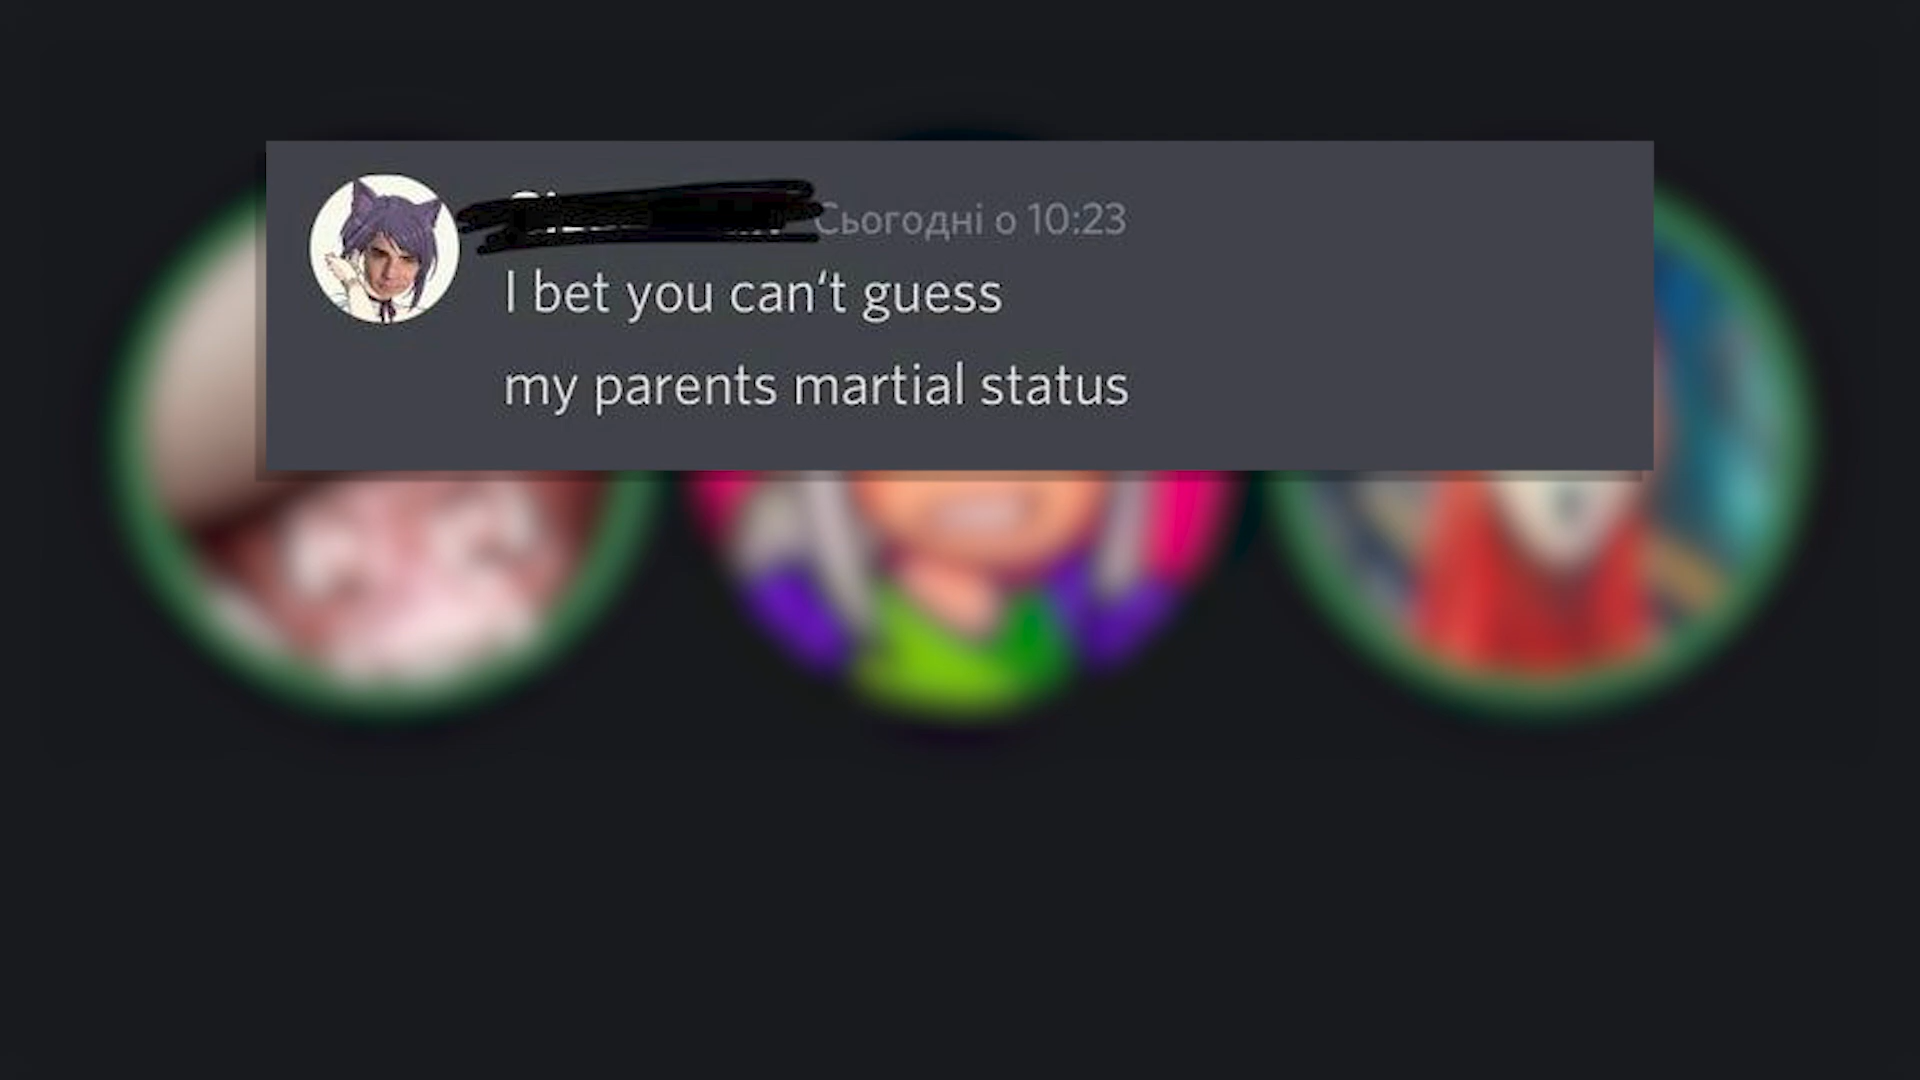 Сьогодні о 10:23
I bet you can‘t guess
my parents martial status